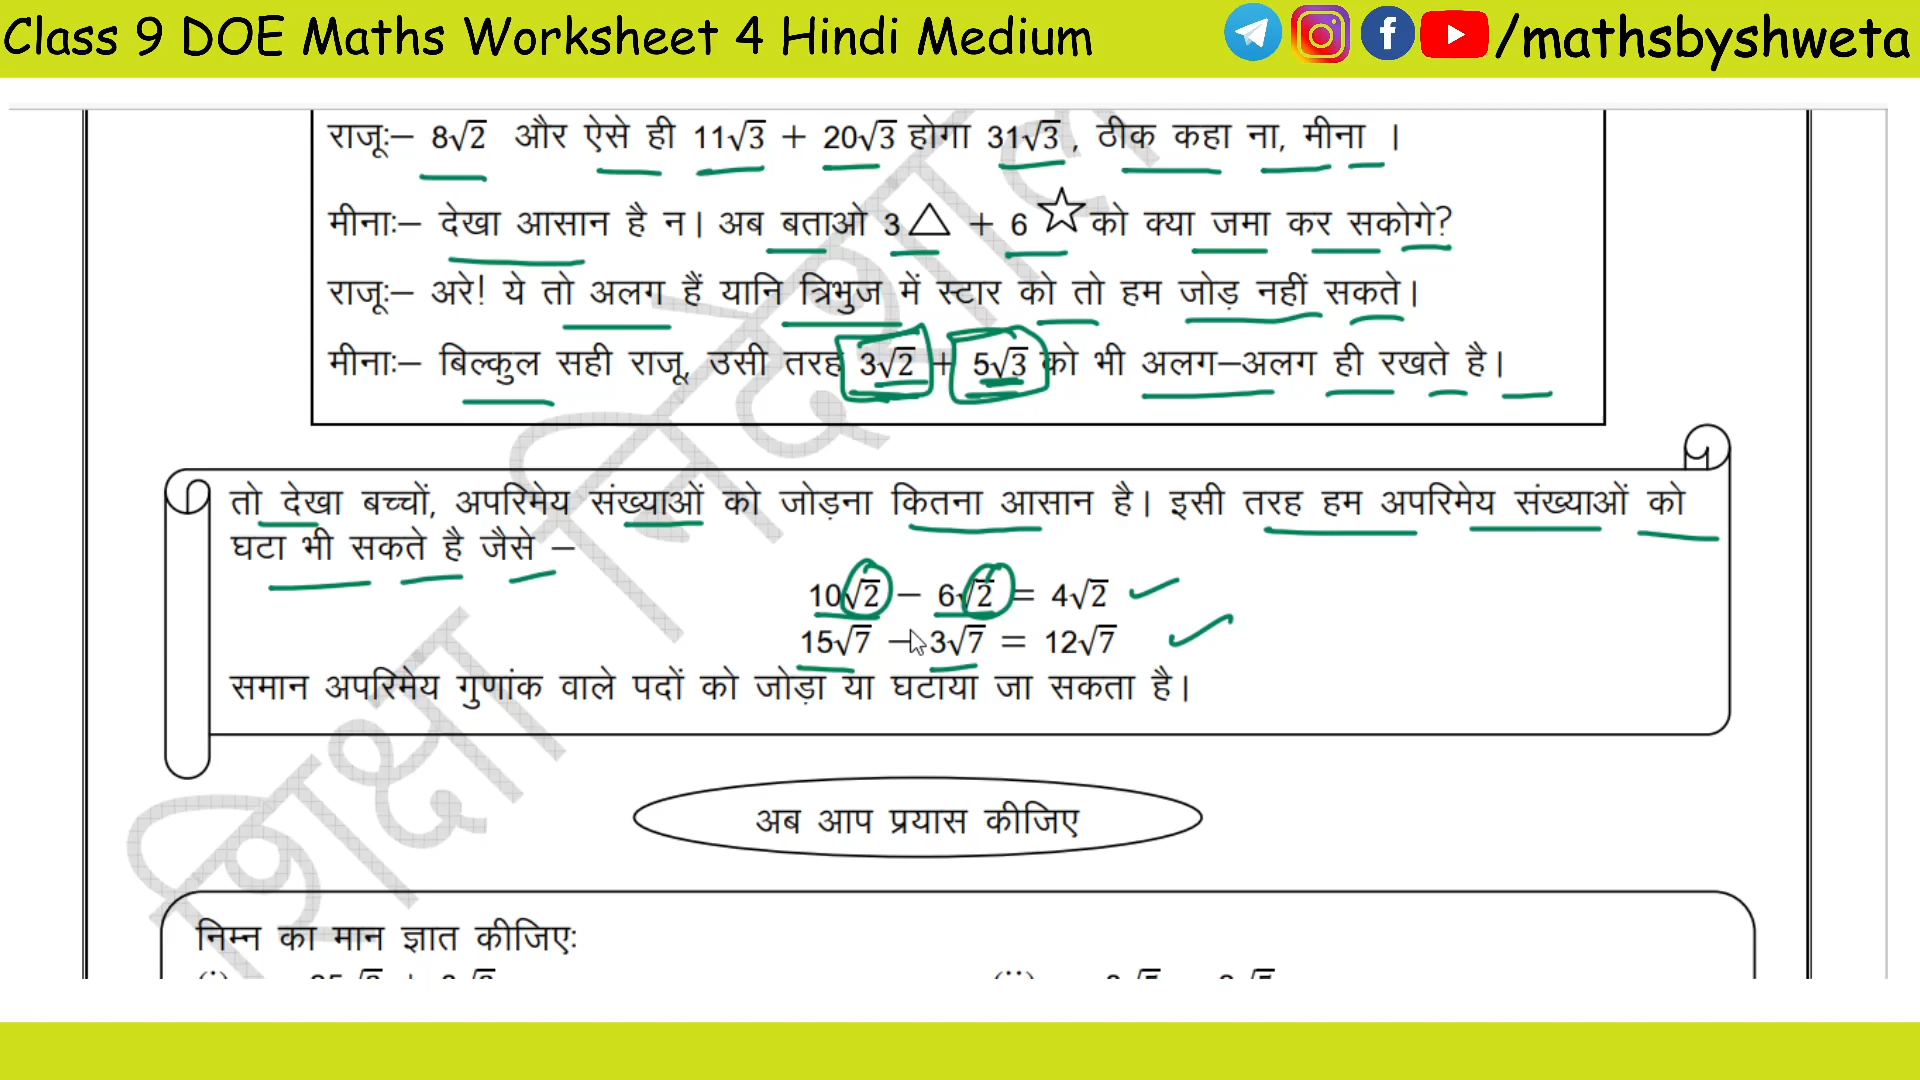 Class 9 DOE Maths Worksheet 4 Hindi Medium
/mathsbyshweta
राजूः– 8√2 और ऐसे ही 11√3 + 20√3 होगा 31√3 , ठीक कहा ना, मीना ।
मीनाः– देखा आसान है न। अब बताओ 3 △ + 6 ☆ को क्या जमा कर सकोगे?
राजूः– अरे! ये तो अलग हैं यानि त्रिभुज में स्टार को तो हम जोड़ नहीं सकते।
मीनाः– बिल्कुल सही राजू, उसी तरह 3√2 + 5√3 को भी अलग–अलग ही रखते है।
तो देखा बच्चों, अपरिमेय संख्याओं को जोड़ना कितना आसान है। इसी तरह हम अपरिमेय संख्याओं को
घटा भी सकते है जैसे –
10√2 – 6√2 = 4√2
15√7 – 3√7 = 12√7
समान अपरिमेय गुणांक वाले पदों को जोड़ा या घटाया जा सकता है।
अब आप प्रयास कीजिए
निम्न का मान ज्ञात कीजिएः
शिक्षा निदेशाल